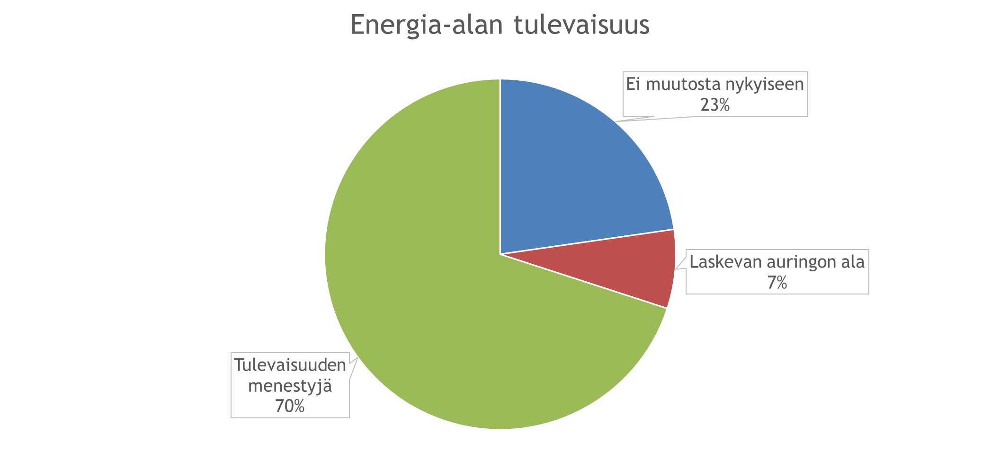 Energia-alan tulevaisuus
Ei muutosta nykyiseen
23%
Laskevan auringon ala
7%
Tulevaisuuden
menestyjä
70%